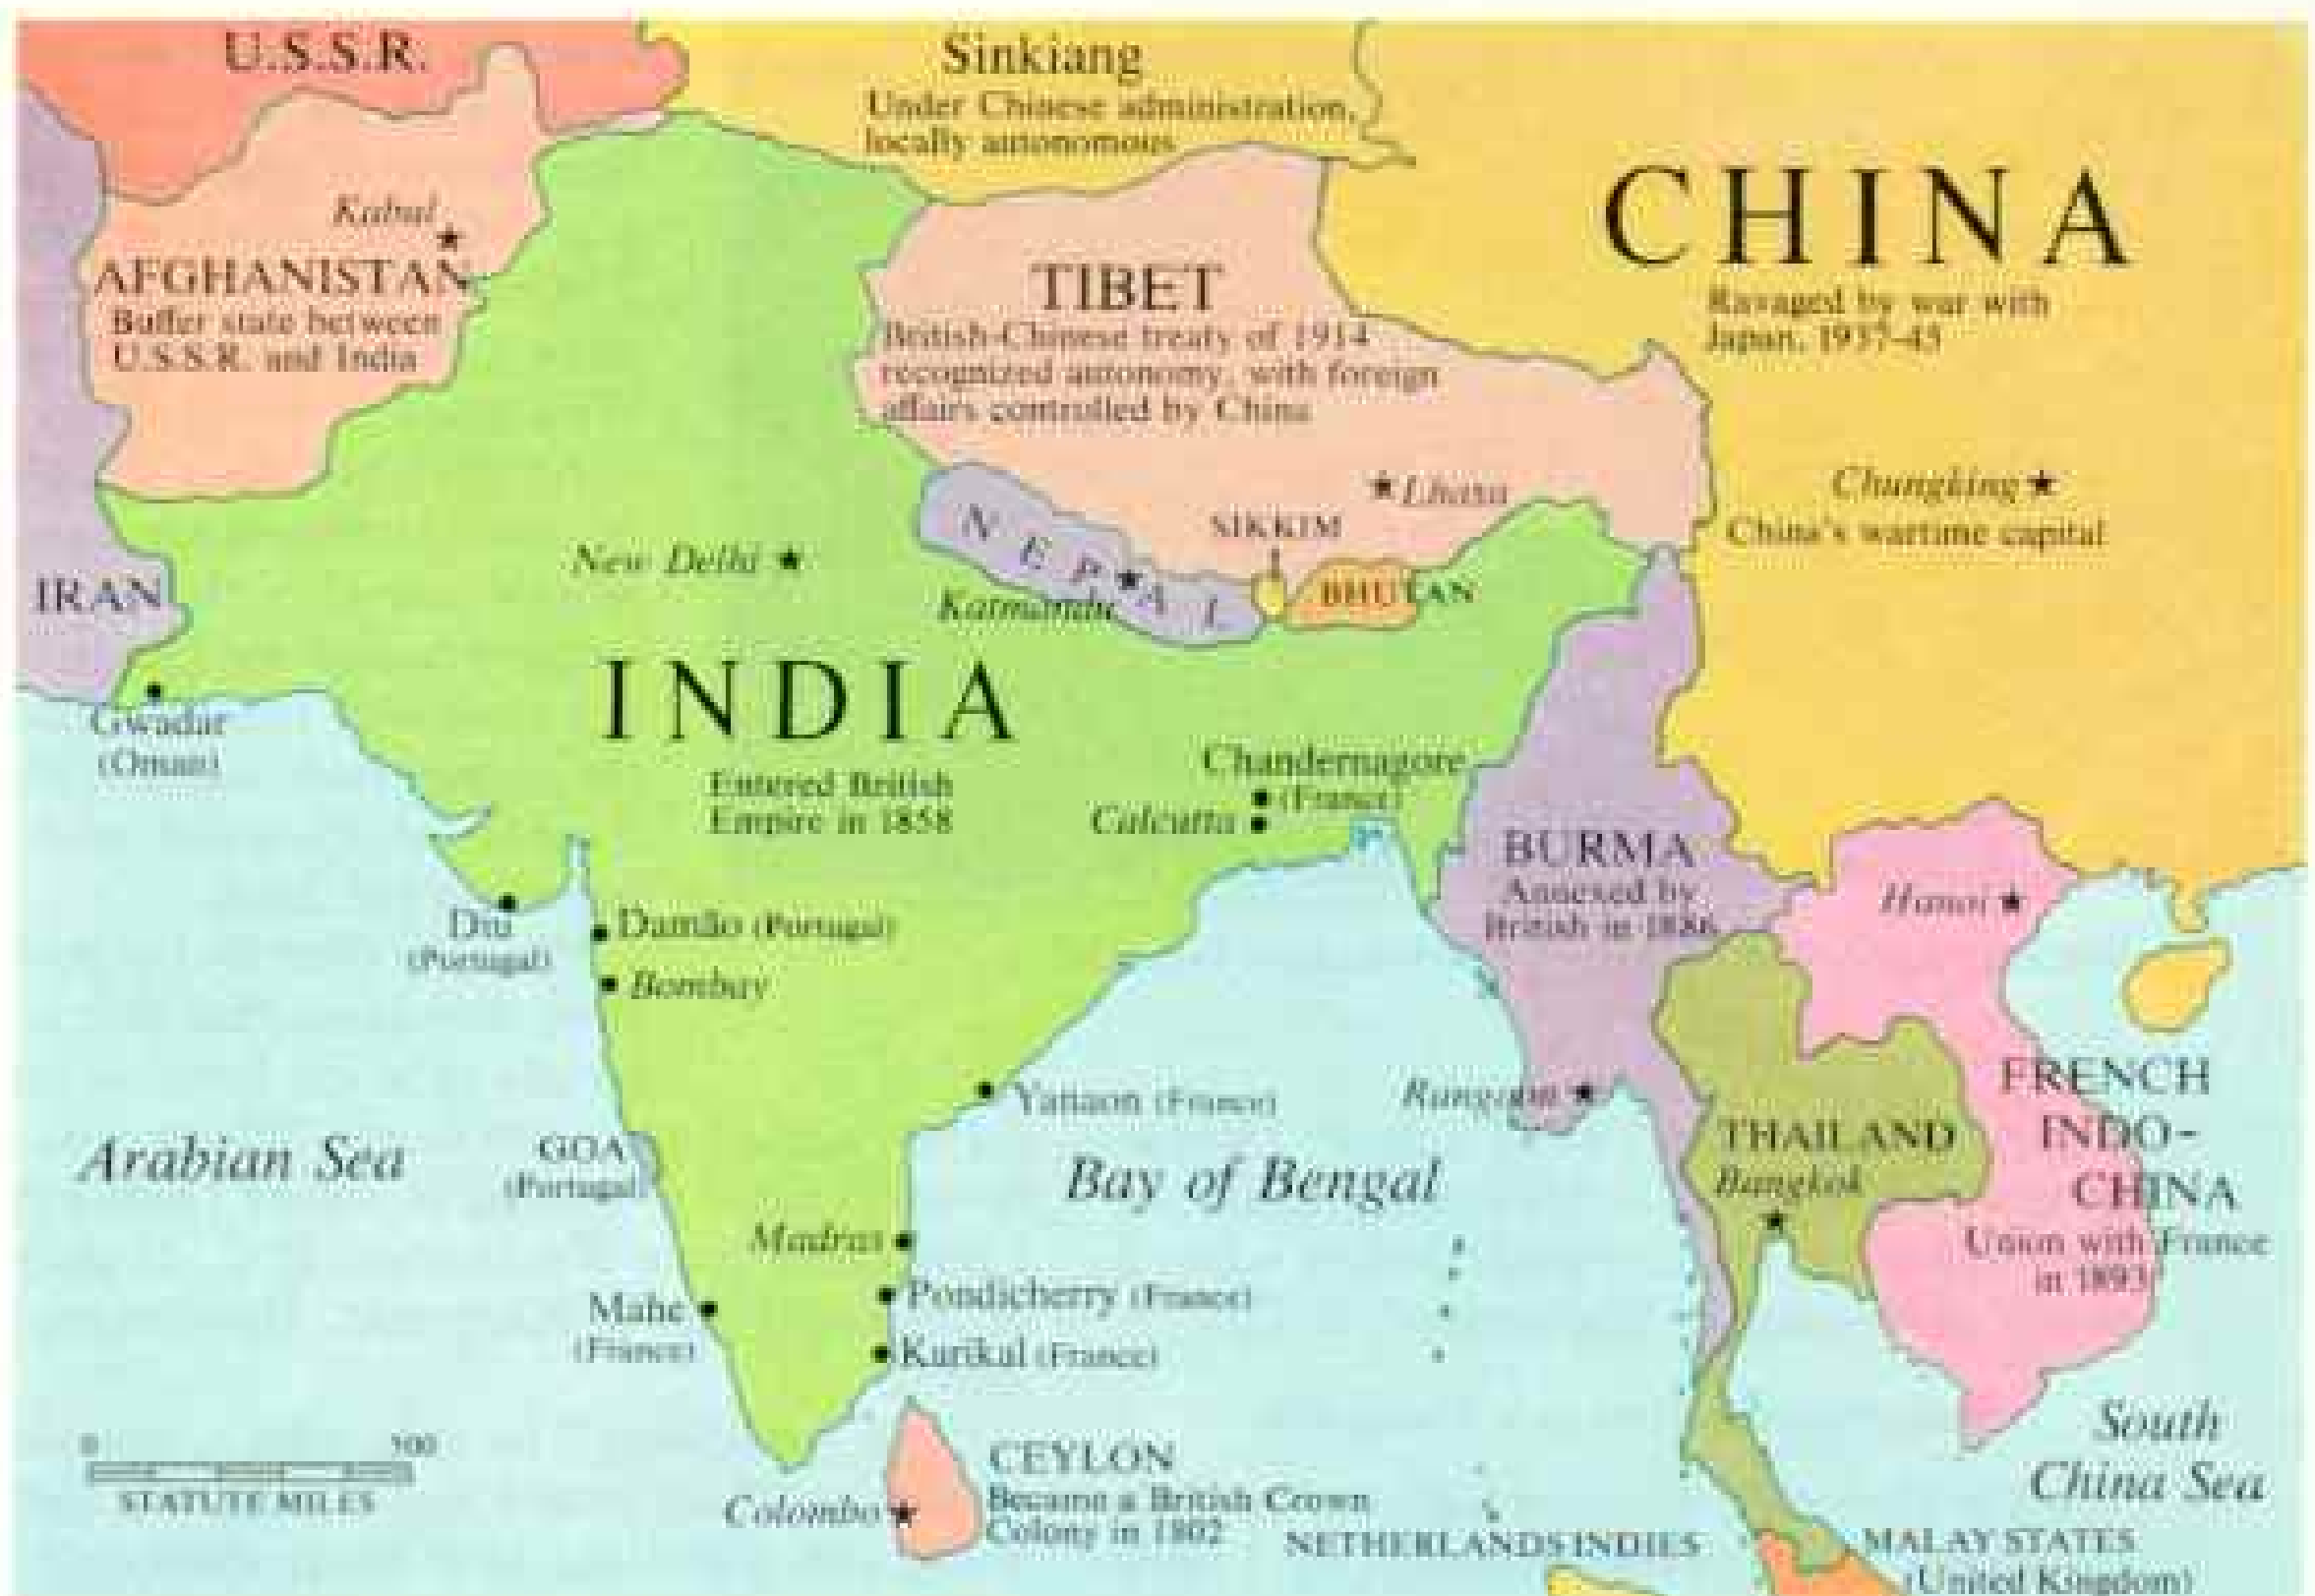 U.S.S.R.
Sinkiang
Under Chinese administration,
locally autonomous
CHINA
Ravaged by war with
Japan, 1937-45
Kabul
AFGHANISTAN
Buffer state between
U.S.S.R. and India
TIBET
British-Chinese treaty of 1914
recognized autonomy, with foreign
affairs controlled by China
Lhasa
Chungking
China's wartime capital
SIKKIM
NEPAL
Katmandu
BHUTAN
New Delhi
IRAN
INDIA
Entered British
Empire in 1858
Gwadar
(Oman)
Chandernagore
(France)
Calcutta
BURMA
Annexed by
British in 1886
Hanoi
Diu
(Portugal)
Damão (Portugal)
Bombay
Yanaon (France)
Rangoon
FRENCH
INDO-
CHINA
Union with France
in 1893
THAILAND
Bangkok
Arabian Sea
GOA
(Portugal)
Bay of Bengal
Madras
Pondicherry (France)
Mahe
(France)
Karikal (France)
0 500
STATUTE MILES
CEYLON
Became a British Crown
Colony in 1802
Colombo
South
China Sea
NETHERLANDS INDIES
MALAY STATES
(United Kingdom)